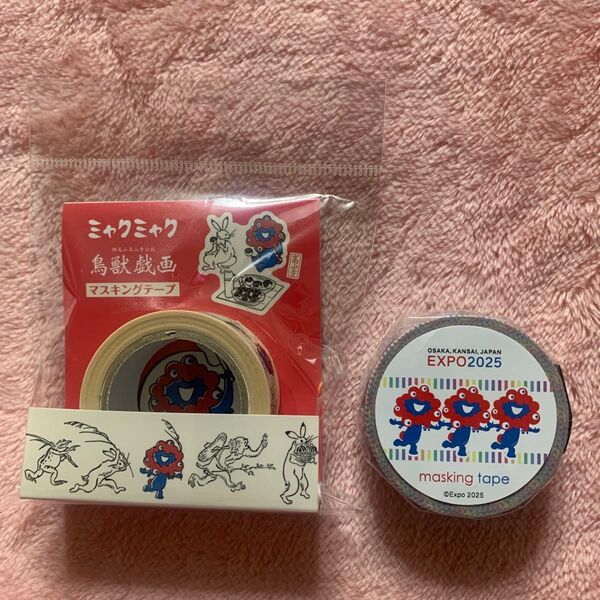 ミャクミャク
鳥獣戯画
マスキングテープ
OSAKA, KANSAI, JAPAN
EXPO2025
masking tape
©Expo 2025